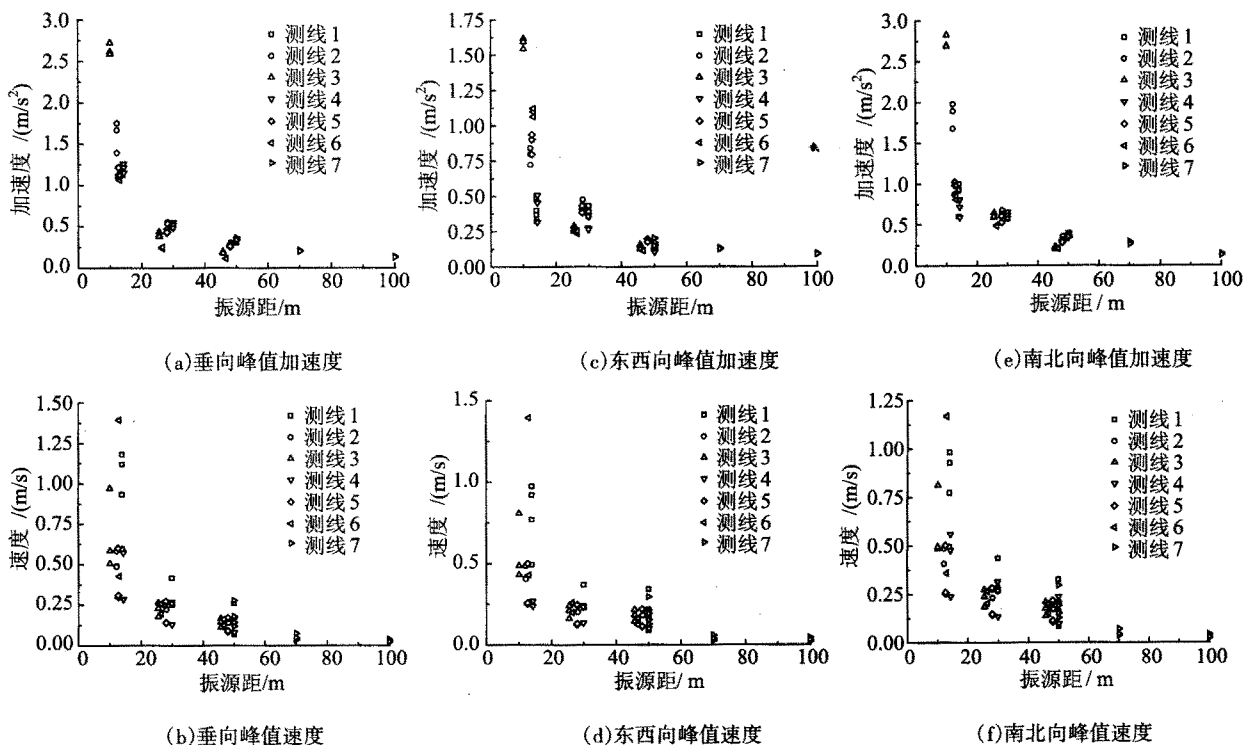 加速度 /(m/s²)
3.0
2.5
2.0
1.5
1.0
0.5
0.0
0 20 40 60 80 100
振源距/m
测线 1
测线 2
测线 3
测线 4
测线 5
测线 6
测线 7
(a)垂向峰值加速度
加速度 /(m/s²)
1.75
1.50
1.25
1.00
0.75
0.50
0.25
0.00
0 20 40 60 80 100
振源距/m
测线 1
测线 2
测线 3
测线 4
测线 5
测线 6
测线 7
(c)东西向峰值加速度
加速度 /(m/s²)
3.0
2.5
2.0
1.5
1.0
0.5
0.0
0 20 40 60 80 100
振源距/ m
测线 1
测线 2
测线 3
测线 4
测线 5
测线 6
测线 7
(e)南北向峰值加速度
速度 /(m/s)
1.50
1.25
1.00
0.75
0.50
0.25
0.00
0 20 40 60 80 100
振源距/m
测线 1
测线 2
测线 3
测线 4
测线 5
测线 6
测线 7
(b)垂向峰值速度
速度 /(m/s)
1.5
1.0
0.5
0.0
0 20 40 60 80 100
振源距/m
测线 1
测线 2
测线 3
测线 4
测线 5
测线 6
测线 7
(d)东西向峰值速度
速度 /(m/s)
1.25
1.00
0.75
0.50
0.25
0.00
0 20 40 60 80 100
振源距/ m
测线 1
测线 2
测线 3
测线 4
测线 5
测线 6
测线 7
(f)南北向峰值速度